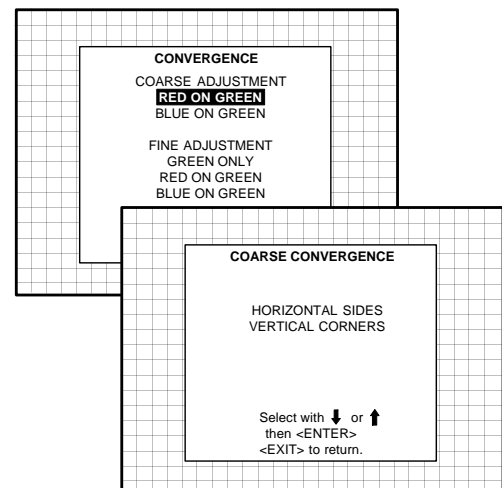 CONVERGENCE
COARSE ADJUSTMENT
RED ON GREEN
BLUE ON GREEN
FINE ADJUSTMENT
GREEN ONLY
RED ON GREEN
BLUE ON GREEN
COARSE CONVERGENCE
HORIZONTAL SIDES
VERTICAL CORNERS
Select with ⬇ or ⬆
then <ENTER>
<EXIT> to return.